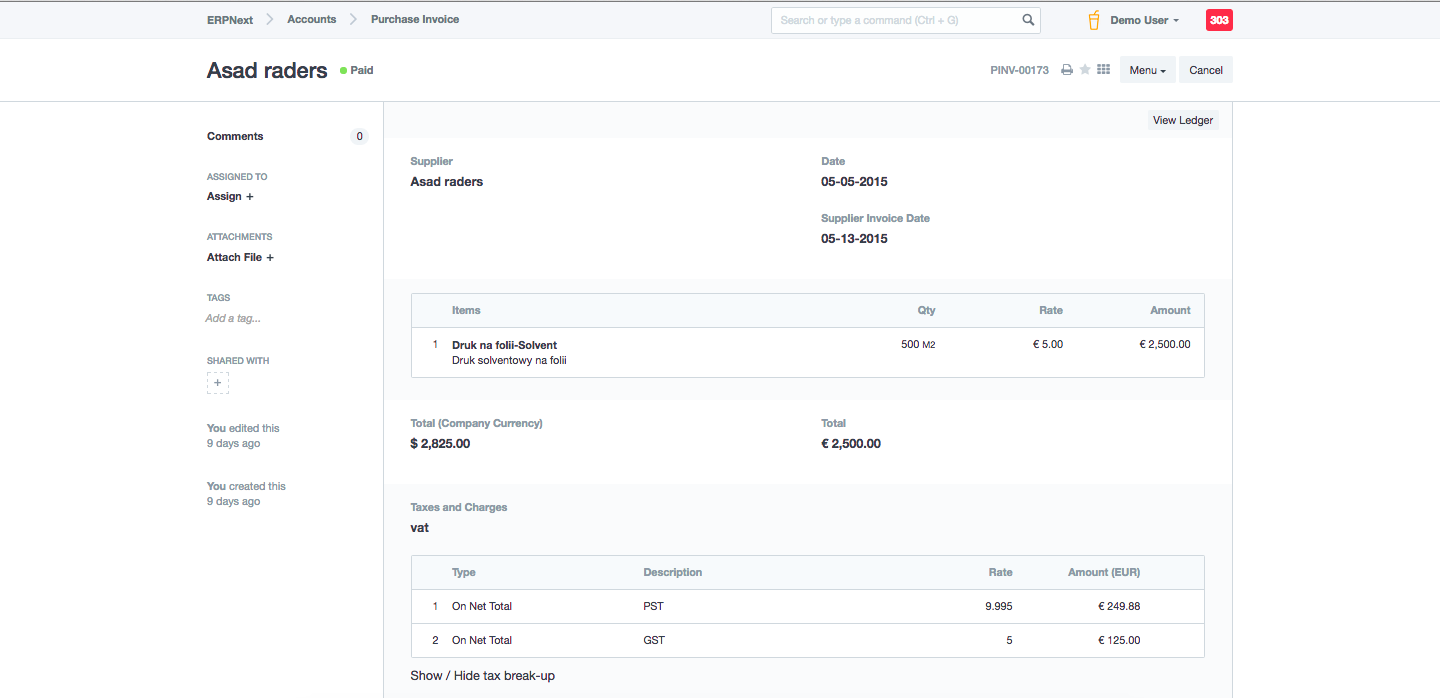 ERPNext Accounts Purchase Invoice Search or type a command (Ctrl + G) Demo User 303
Asad raders Paid PINV-00173 Menu Cancel
View Ledger
Comments 0
ASSIGNED TO
Assign +
ATTACHMENTS
Attach File +
TAGS
Add a tag...
SHARED WITH
+
You edited this
9 days ago
You created this
9 days ago
Supplier
Asad raders
Date
05-05-2015
Supplier Invoice Date
05-13-2015
Items Qty Rate Amount
1 Druk na folii-Solvent 500 M2 € 5.00 € 2,500.00
Druk solventowy na folii
Total (Company Currency) Total
$ 2,825.00 € 2,500.00
Taxes and Charges
vat
Type Description Rate Amount (EUR)
1 On Net Total PST 9.995 € 249.88
2 On Net Total GST 5 € 125.00
Show / Hide tax break-up